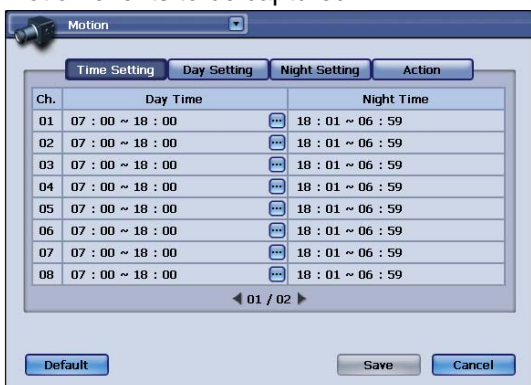 Motion
Time Setting Day Setting Night Setting Action
Ch. Day Time Night Time
01 07 : 00 ~ 18 : 00 18 : 01 ~ 06 : 59
02 07 : 00 ~ 18 : 00 18 : 01 ~ 06 : 59
03 07 : 00 ~ 18 : 00 18 : 01 ~ 06 : 59
04 07 : 00 ~ 18 : 00 18 : 01 ~ 06 : 59
05 07 : 00 ~ 18 : 00 18 : 01 ~ 06 : 59
06 07 : 00 ~ 18 : 00 18 : 01 ~ 06 : 59
07 07 : 00 ~ 18 : 00 18 : 01 ~ 06 : 59
08 07 : 00 ~ 18 : 00 18 : 01 ~ 06 : 59
01 / 02
Default Save Cancel